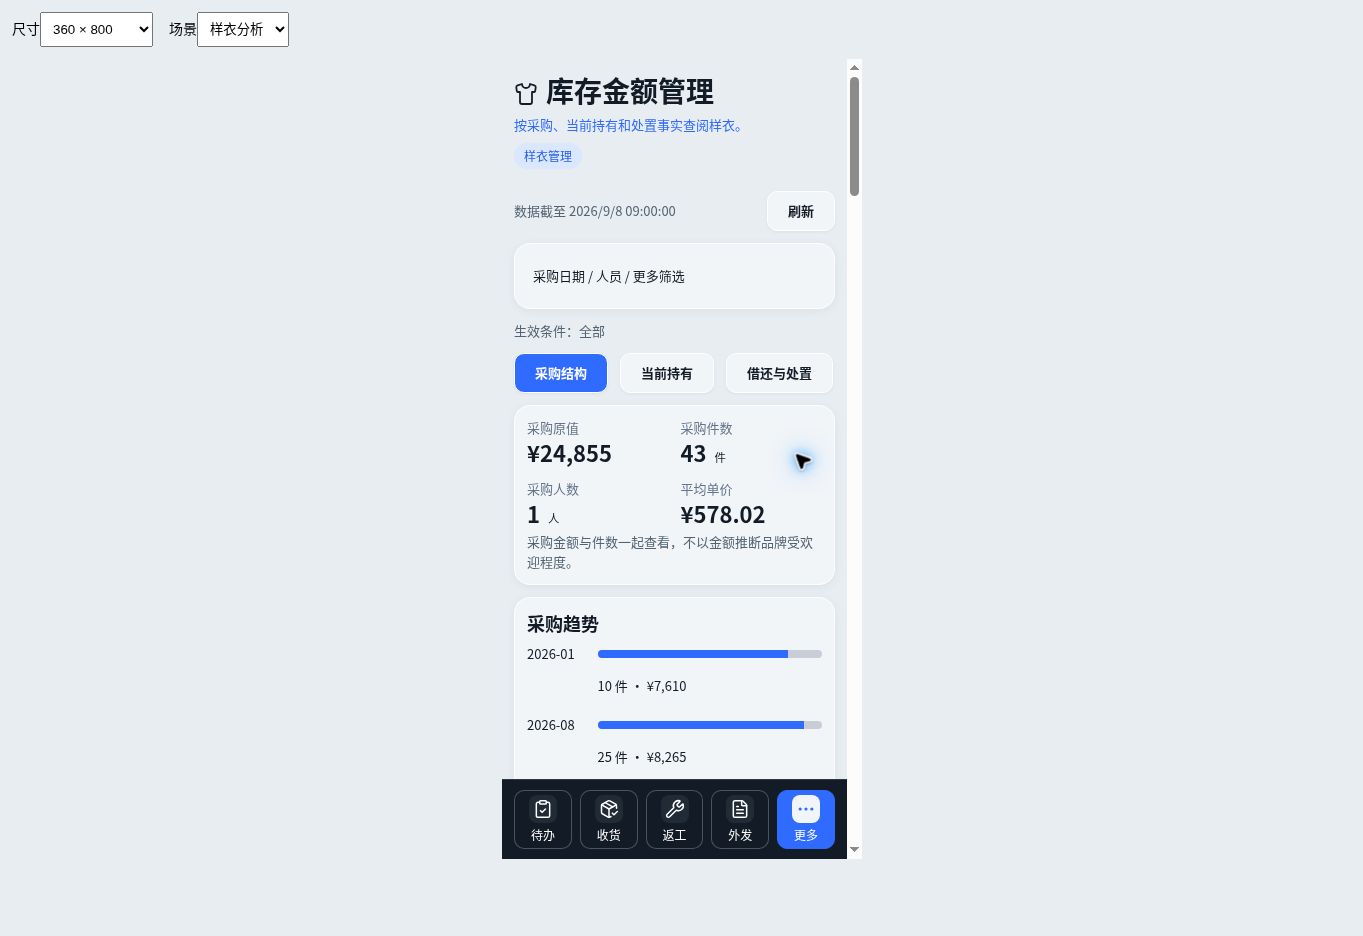 尺寸 360 × 800 场景 样衣分析
库存金额管理
按采购、当前持有和处置事实查阅样衣。
样衣管理
数据截至 2026/9/8 09:00:00 刷新
采购日期 / 人员 / 更多筛选
生效条件：全部
采购结构 当前持有 借还与处置
采购原值 采购件数
¥24,855 43 件
采购人数 平均单价
1 人 ¥578.02
采购金额与件数一起查看，不以金额推断品牌受欢
迎程度。
采购趋势
2026-01
10 件 · ¥7,610
2026-08
25 件 · ¥8,265
待办 收货 返工 外发 更多